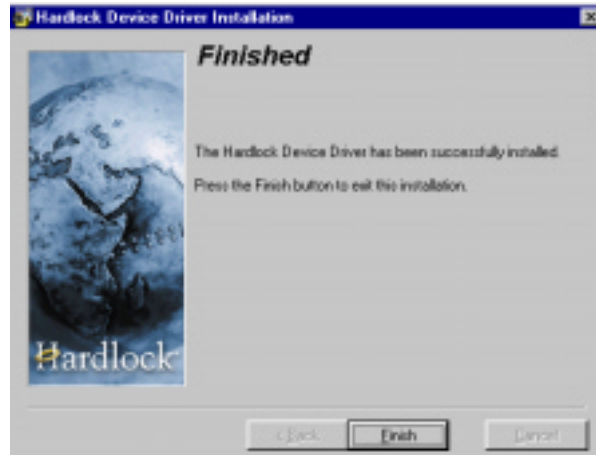 Hardlock Device Driver Installation
Finished
The Hardlock Device Driver has been successfully installed.
Press the Finish button to exit this installation.
Hardlock
< Back
Finish
Cancel